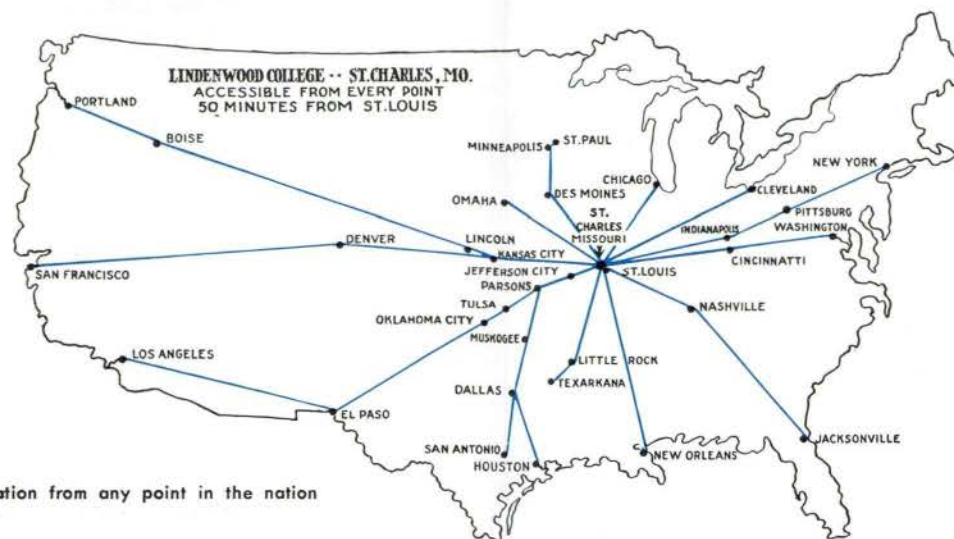 LINDENWOOD COLLEGE·· ST.CHARLES, MO.
ACCESSIBLE FROM EVERY POINT
50 MINUTES FROM ST.LOUIS
PORTLAND
BOISE
MINNEAPOLIS
ST.PAUL
NEW YORK
CHICAGO
CLEVELAND
DES MOINES
OMAHA
ST.
CHARLES
MISSOURI
PITTSBURG
INDIANAPOLIS
WASHINGTON
DENVER
LINCOLN
KANSAS CITY
CINCINNATTI
SAN FRANCISCO
JEFFERSON CITY
ST.LOUIS
PARSONS
TULSA
NASHVILLE
OKLAHOMA CITY
MUSKOGEE
LOS ANGELES
LITTLE ROCK
TEXARKANA
DALLAS
EL PASO
JACKSONVILLE
SAN ANTONIO
NEW ORLEANS
HOUSTON
from any point in the nation